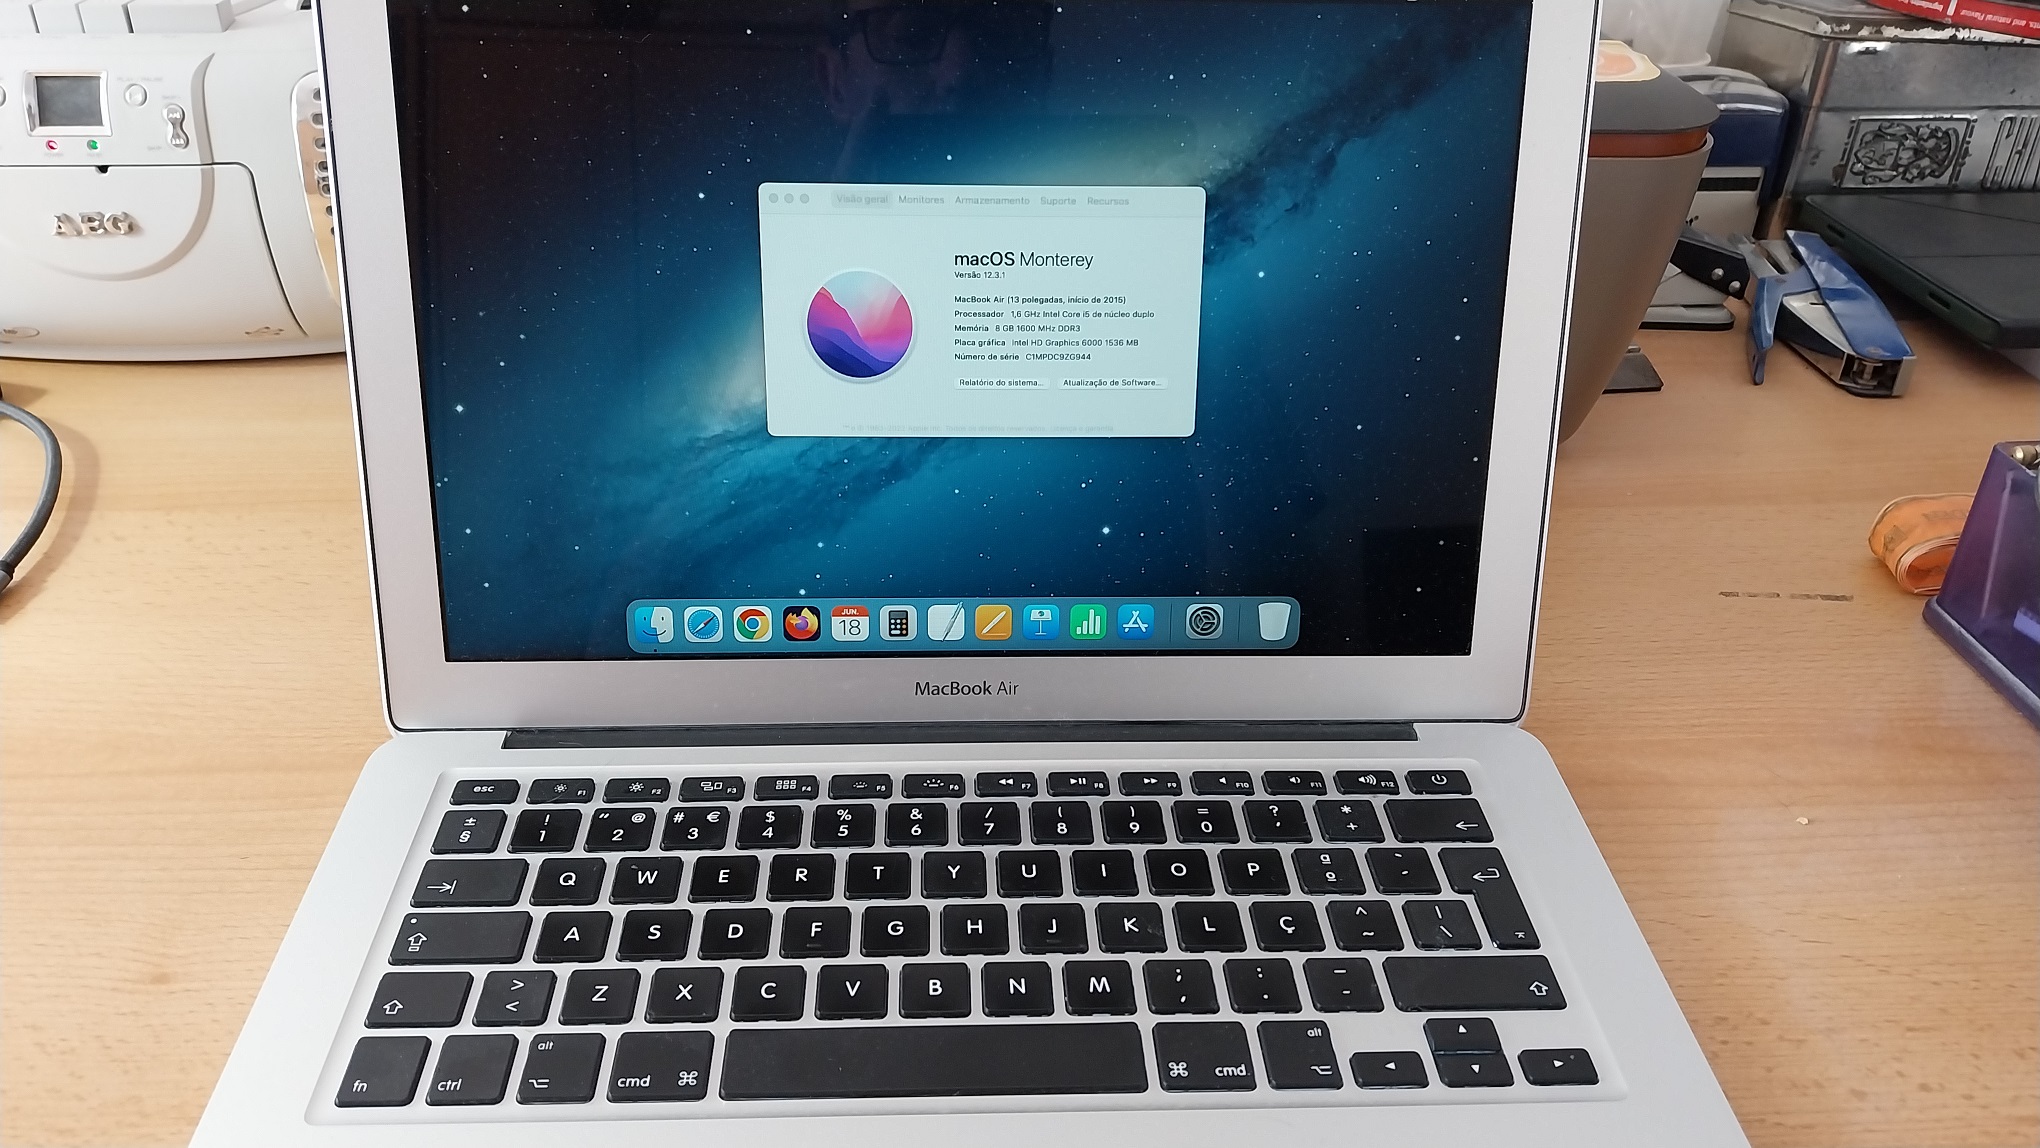 AEG
Visão geral Monitores Armazenamento Suporte Recursos
macOS Monterey
Versão 12.3.1
MacBook Air (13 polegadas, início de 2015)
Processador 1,6 GHz Intel Core i5 de núcleo duplo
Memória 8 GB 1600 MHz DDR3
Placa gráfica Intel HD Graphics 6000 1536 MB
Número de série C1MPDC9ZG944
Relatório do sistema... Atualização de Software...
JUN.
18
MacBook Air
esc F1 F2 F3 F4 F5 F6 F7 F8 F9 F10 F11 F12
± ! " @ # € $ % & / ( ) = ? *
§ 1 2 3 4 5 6 7 8 9 0 ' +
Q W E R T Y U I O P ª º
A S D F G H J K L Ç ^ ~ | \
> < Z X C V B N M ; , : . _ -
fn ctrl alt cmd ⌘ ⌘ cmd alt